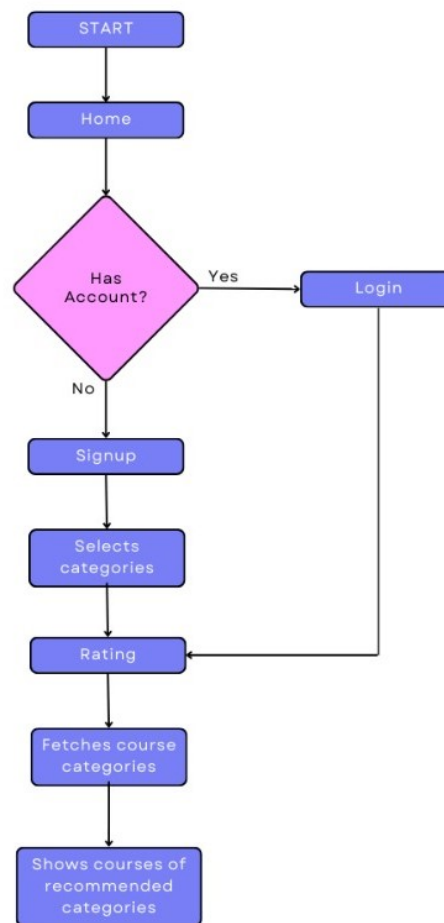 START
Home
Has
Account?
Yes
Login
No
Signup
Selects
categories
Rating
Fetches course
categories
Shows courses of
recommended
categories